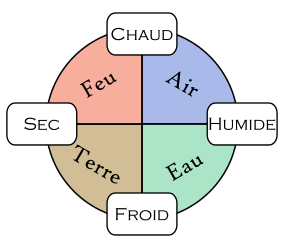 CHAUD
Feu
Air
SEC
HUMIDE
Terre
Eau
FROID